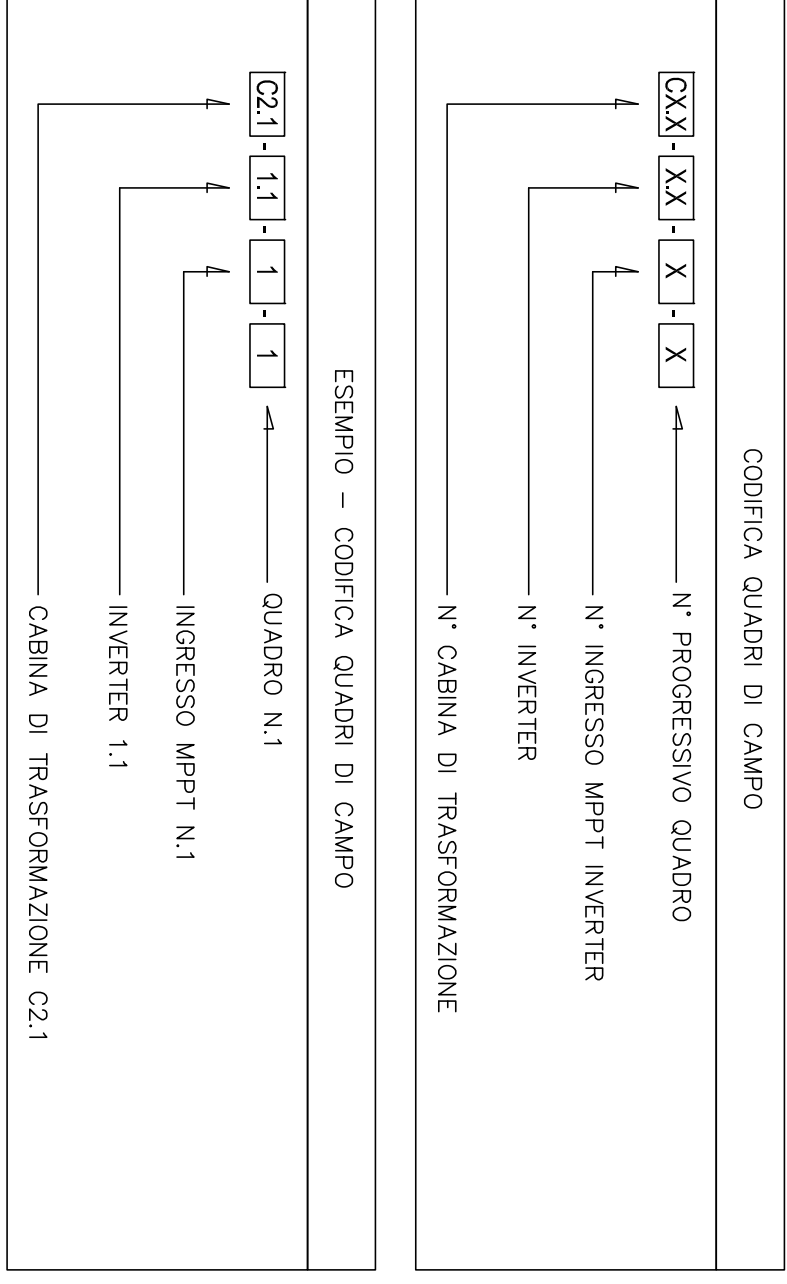 CODIFICA QUADRI DI CAMPO
CX.X - X.X - X - X
N° PROGRESSIVO QUADRO
N° INGRESSO MPPT INVERTER
N° INVERTER
N° CABINA DI TRASFORMAZIONE
ESEMPIO - CODIFICA QUADRI DI CAMPO
C2.1 - 1.1 - 1 - 1
QUADRO N.1
INGRESSO MPPT N.1
INVERTER 1.1
CABINA DI TRASFORMAZIONE C2.1